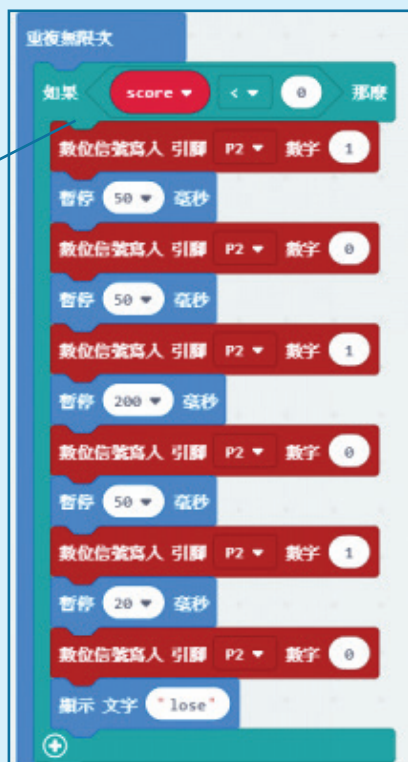 重複無限次
如果 score < 0 那麼
數位信號寫入 引腳 P2 數字 1
暫停 50 毫秒
數位信號寫入 引腳 P2 數字 0
暫停 50 毫秒
數位信號寫入 引腳 P2 數字 1
暫停 200 毫秒
數位信號寫入 引腳 P2 數字 0
暫停 50 毫秒
數位信號寫入 引腳 P2 數字 1
暫停 20 毫秒
數位信號寫入 引腳 P2 數字 0
顯示 文字 "lose"